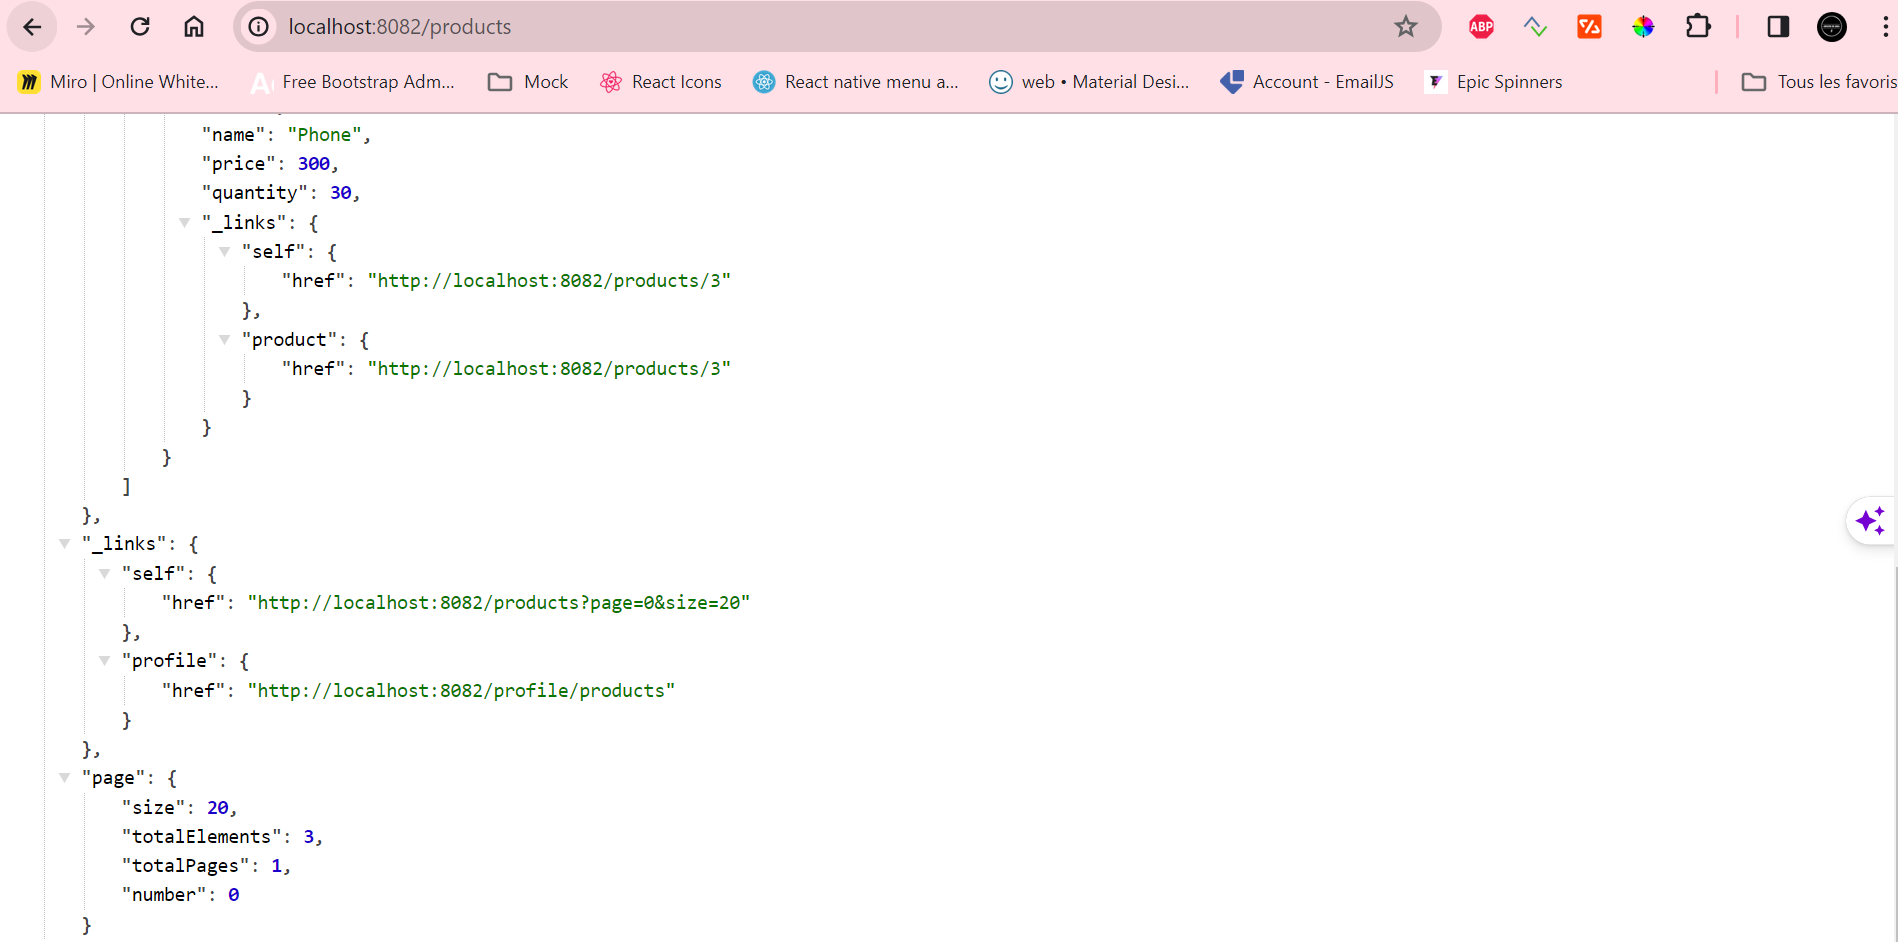 localhost:8082/products
ABP
Miro | Online White...
Free Bootstrap Adm...
Mock
React Icons
React native menu a...
web • Material Desi...
Account - EmailJS
Epic Spinners
Tous les favoris
"name": "Phone",
"price": 300,
"quantity": 30,
"_links": {
"self": {
"href": "http://localhost:8082/products/3"
},
"product": {
"href": "http://localhost:8082/products/3"
}
}
}
]
},
"_links": {
"self": {
"href": "http://localhost:8082/products?page=0&size=20"
},
"profile": {
"href": "http://localhost:8082/profile/products"
}
},
"page": {
"size": 20,
"totalElements": 3,
"totalPages": 1,
"number": 0
}